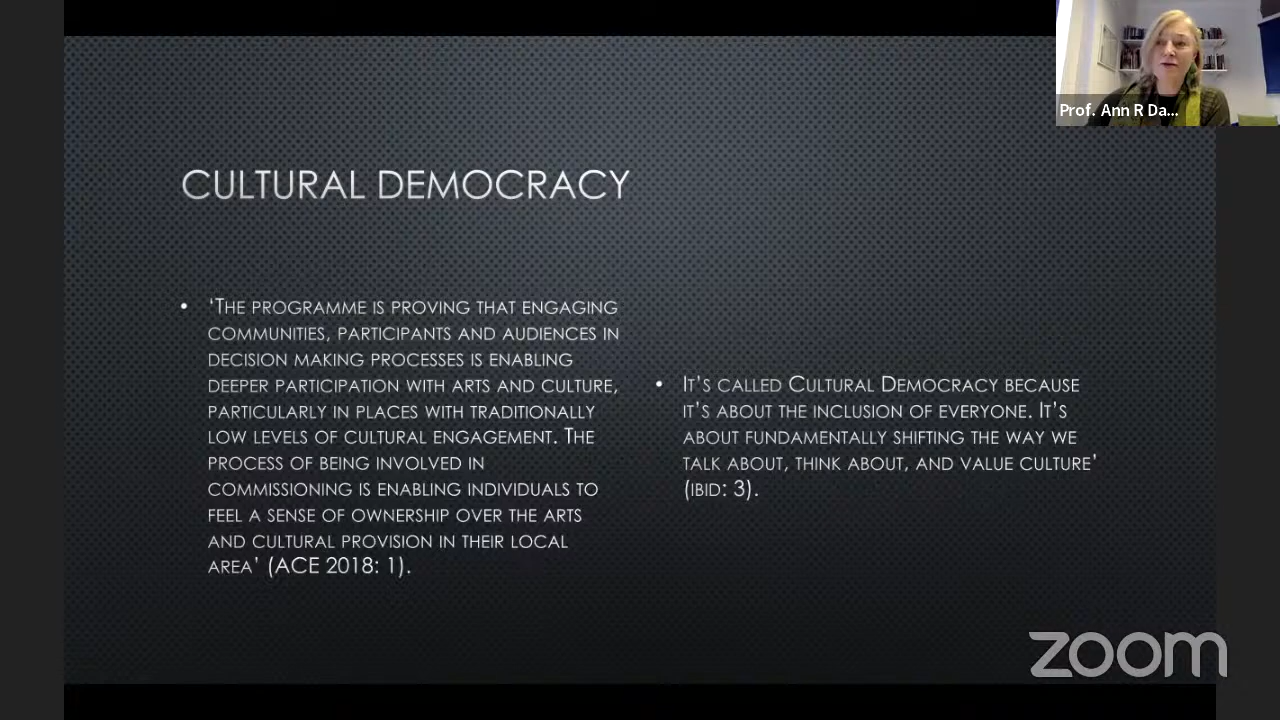 Prof. Ann R Da...
CULTURAL DEMOCRACY
• ‘THE PROGRAMME IS PROVING THAT ENGAGING
COMMUNITIES, PARTICIPANTS AND AUDIENCES IN
DECISION MAKING PROCESSES IS ENABLING
DEEPER PARTICIPATION WITH ARTS AND CULTURE,
PARTICULARLY IN PLACES WITH TRADITIONALLY
LOW LEVELS OF CULTURAL ENGAGEMENT. THE
PROCESS OF BEING INVOLVED IN
COMMISSIONING IS ENABLING INDIVIDUALS TO
FEEL A SENSE OF OWNERSHIP OVER THE ARTS
AND CULTURAL PROVISION IN THEIR LOCAL
AREA’ (ACE 2018: 1).
• IT’S CALLED CULTURAL DEMOCRACY BECAUSE
IT’S ABOUT THE INCLUSION OF EVERYONE. IT’S
ABOUT FUNDAMENTALLY SHIFTING THE WAY WE
TALK ABOUT, THINK ABOUT, AND VALUE CULTURE’
(IBID: 3).
zoom